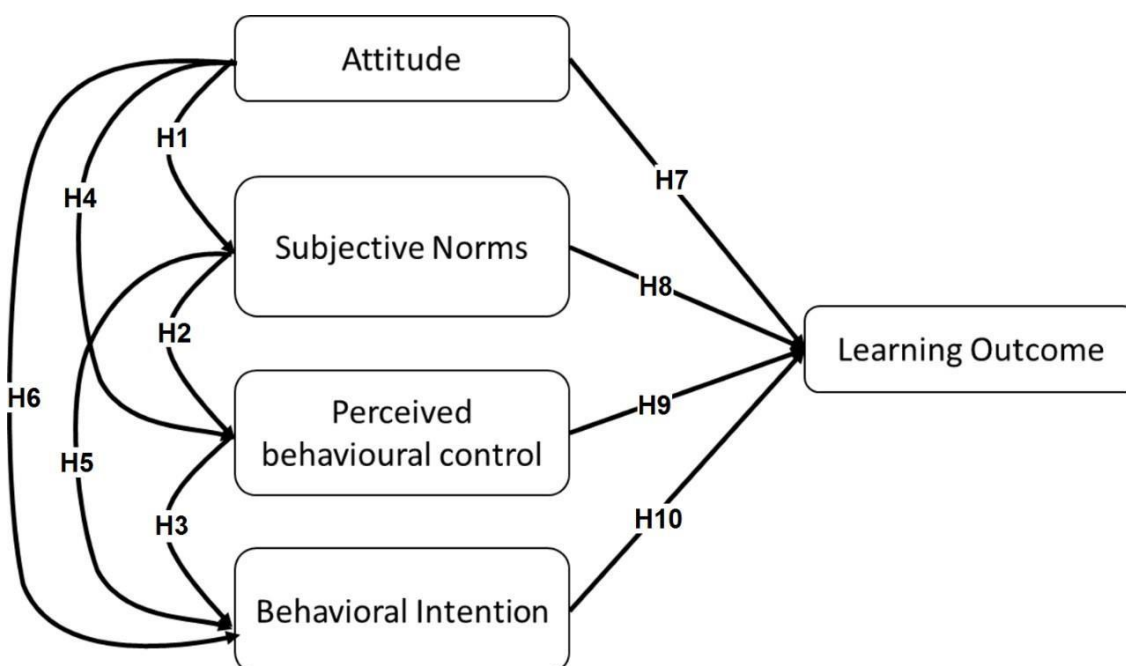 Attitude
H1
H7
H4
Subjective Norms
H8
H2
Learning Outcome
H6
Perceived
behavioural control
H9
H5
H3
H10
Behavioral Intention